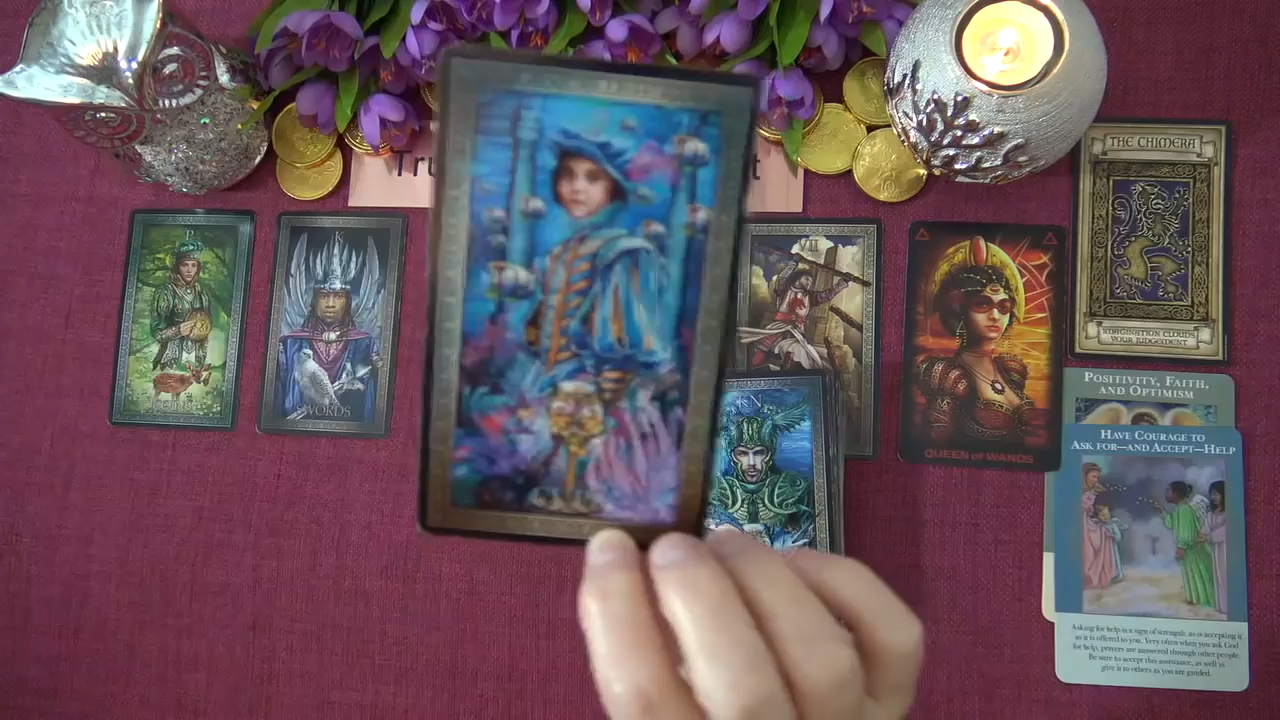 Tru
t
P
K
SWORDS
VII
KN
QUEEN OF WANDS
THE CHIMERA
IMAGINATION CLOUDS
YOUR JUDGEMENT
POSITIVITY, FAITH,
AND OPTIMISM
HAVE COURAGE TO
ASK FOR—AND ACCEPT—HELP
Asking for help is a sign of strength, as is accepting it
as it is offered to you. Very often when you ask God
for help, prayers are answered through other people.
Be sure to accept this assistance, as well as
give it to others as you are guided.